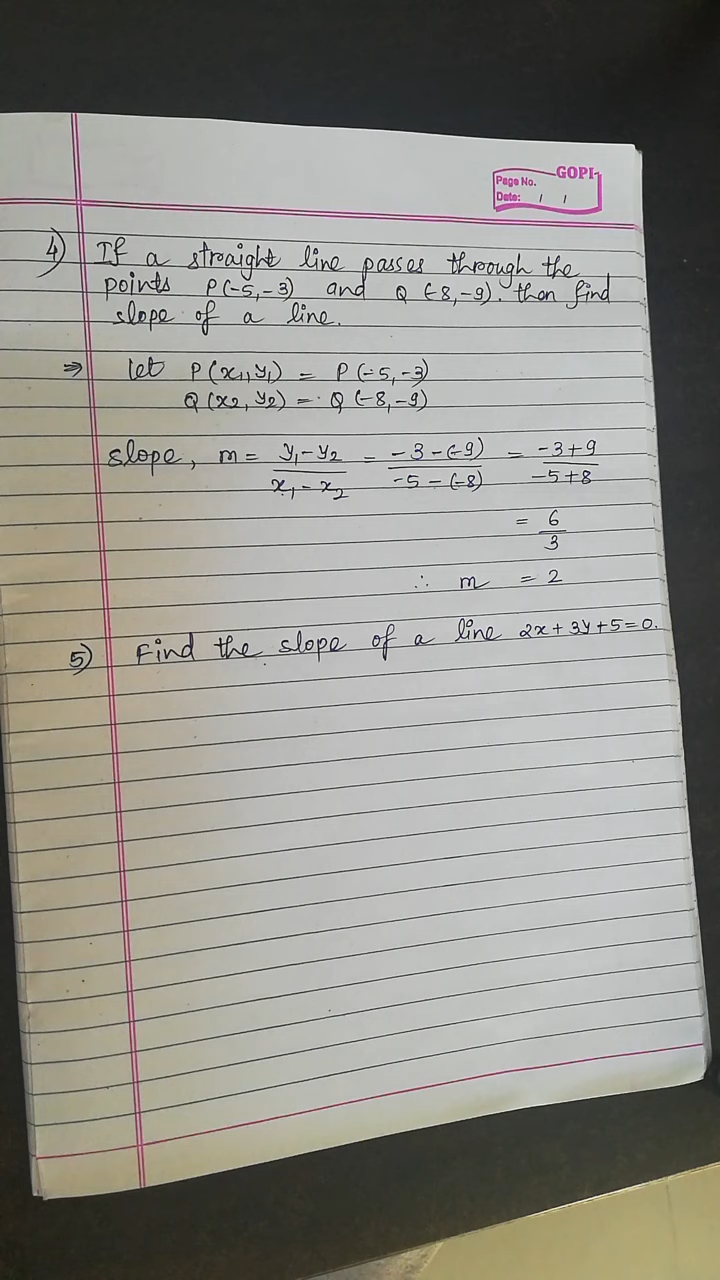 GOPI
Page No.
Date: / /
4) If a straight line passes through the
points P(-5,-3) and Q (-8,-9). then find
slope of a line.
⇒ let P(x₁,y₁) = P(-5,-3)
Q(x2,y2) = Q (-8,-9)
slope, m = y₁-y₂/x₁-x₂ = -3-(-9)/-5-(-8) = -3+9/-5+8
= 6/3
∴ m = 2
5) Find the slope of a line 2x+3y+5=0.